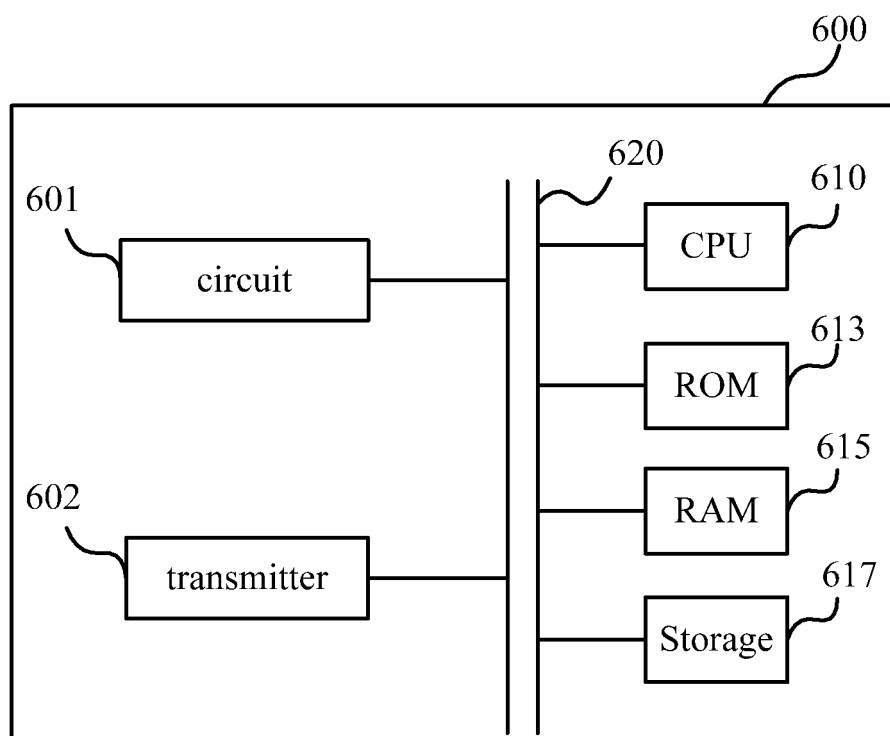 600
620
601
610
circuit
CPU
613
ROM
615
602
RAM
transmitter
617
Storage